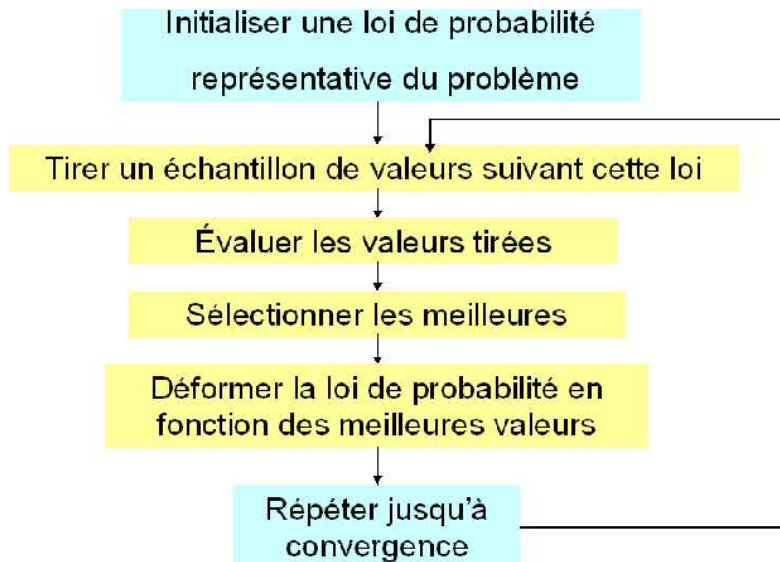 Initialiser une loi de probabilité
représentative du problème
Tirer un échantillon de valeurs suivant cette loi
Évaluer les valeurs tirées
Sélectionner les meilleures
Déformer la loi de probabilité en
fonction des meilleures valeurs
Répéter jusqu'à
convergence